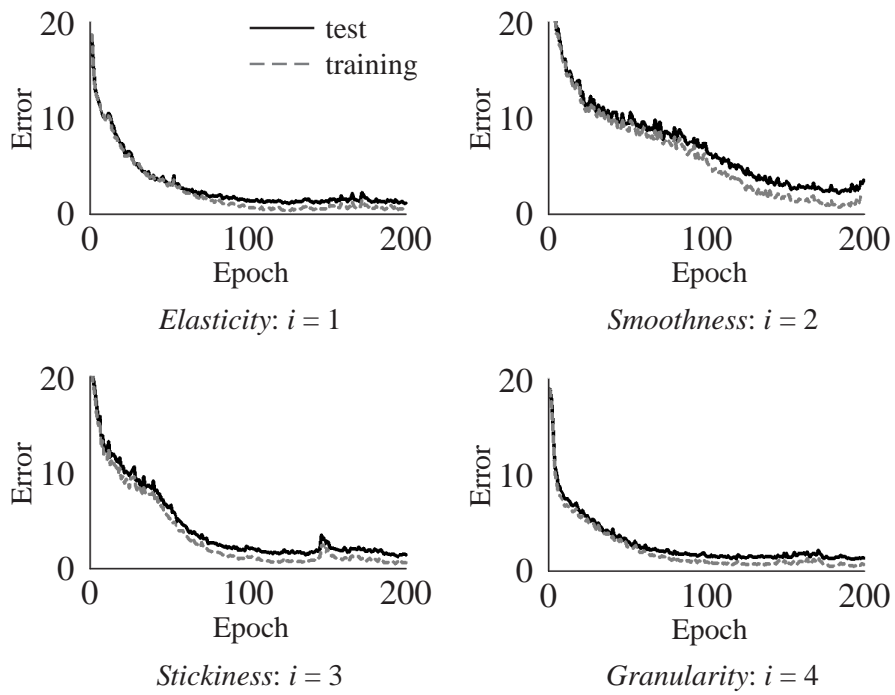 20
10
0
Error
0
100
200
Epoch
test
training
Elasticity: i = 1
20
10
0
Error
0
100
200
Epoch
Smoothness: i = 2
20
10
0
Error
0
100
200
Epoch
Stickiness: i = 3
20
10
0
Error
0
100
200
Epoch
Granularity: i = 4